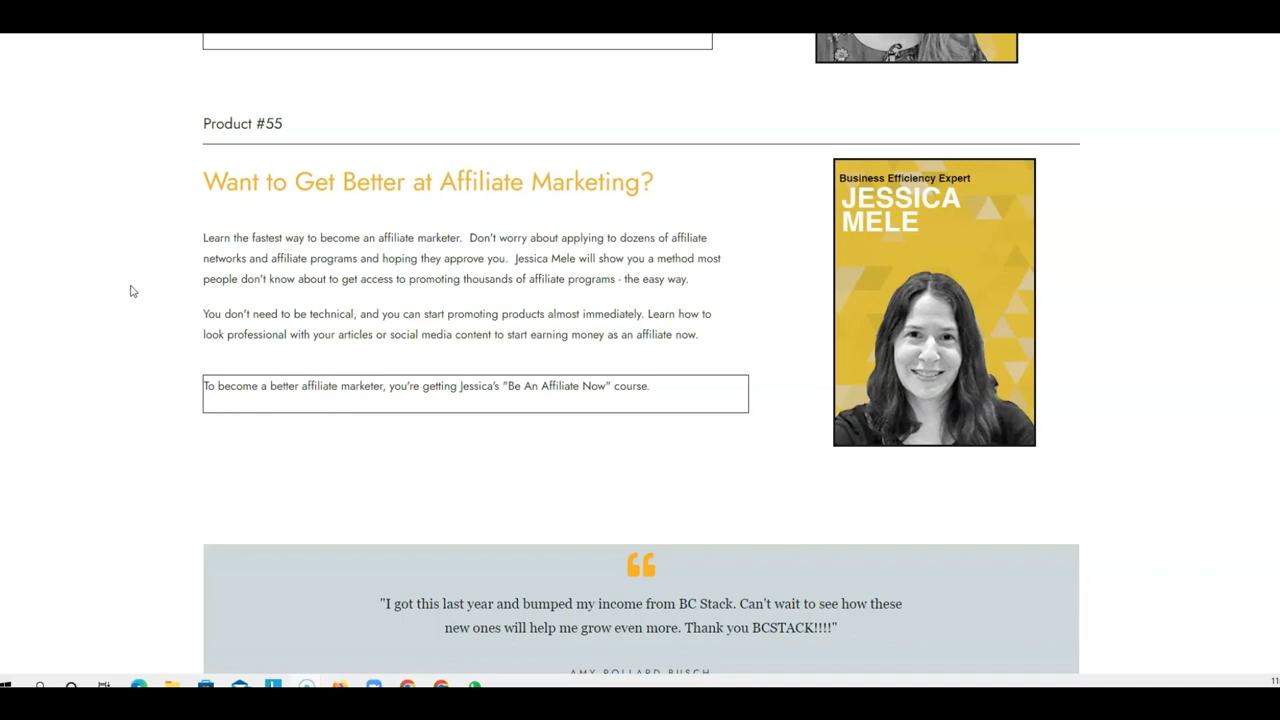 Product #55
Want to Get Better at Affiliate Marketing?
Learn the fastest way to become an affiliate marketer.  Don't worry about applying to dozens of affiliate
networks and affiliate programs and hoping they approve you.  Jessica Mele will show you a method most
people don't know about to get access to promoting thousands of affiliate programs - the easy way.
You don't need to be technical, and you can start promoting products almost immediately. Learn how to
look professional with your articles or social media content to start earning money as an affiliate now.
To become a better affiliate marketer, you're getting Jessica's "Be An Affiliate Now" course.
Business Efficiency Expert
JESSICA
MELE
"I got this last year and bumped my income from BC Stack. Can't wait to see how these
new ones will help me grow even more. Thank you BCSTACK!!!!"
AMY POLLARD BUSCH
11